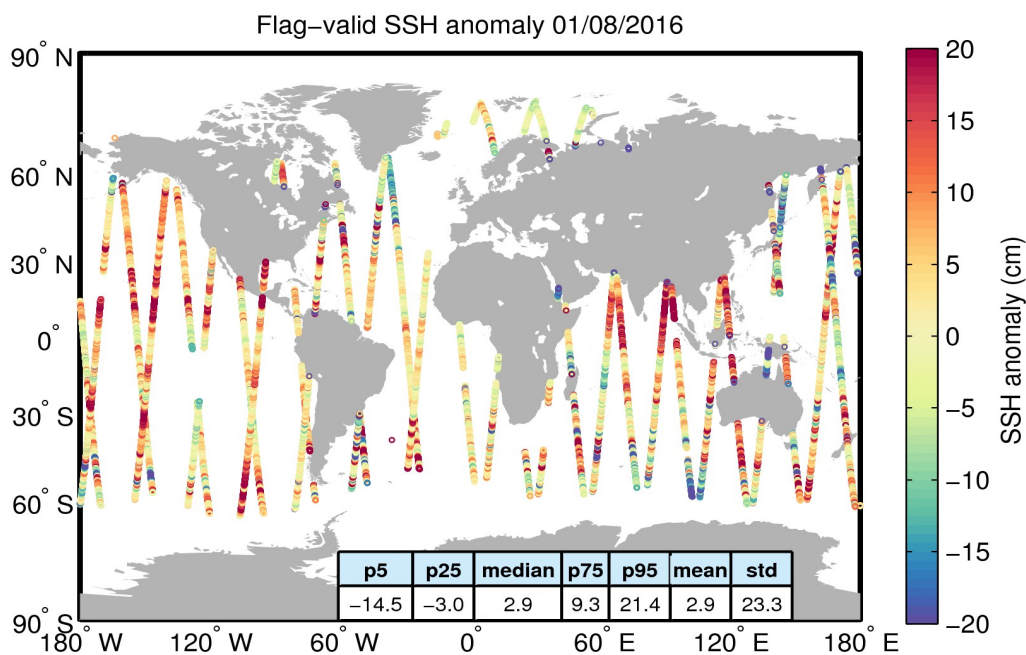 Flag−valid SSH anomaly 01/08/2016
90° N
60° N
30° N
0°
30° S
60° S
90° S
180° W
120° W
60° W
0°
60° E
120° E
180° E
p5 p25 median p75 p95 mean std
−14.5 −3.0 2.9 9.3 21.4 2.9 23.3
20
15
10
5
0
−5
−10
−15
−20
SSH anomaly (cm)